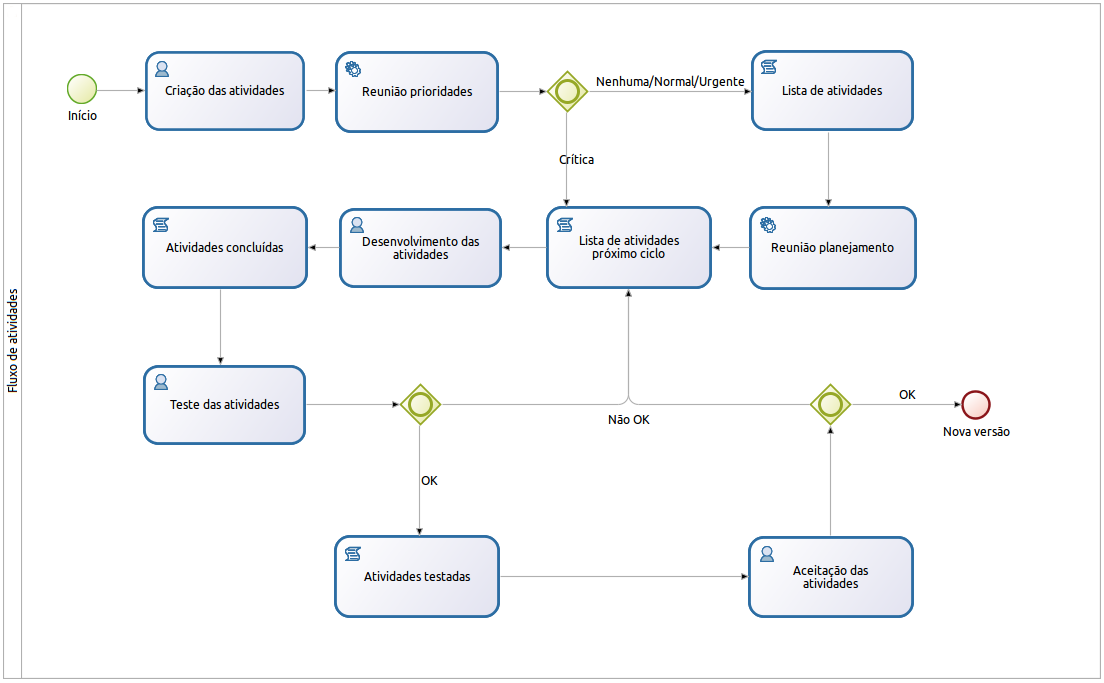 Fluxo de atividades
Início
Criação das atividades
Reunião prioridades
Nenhuma/Normal/Urgente
Lista de atividades
Crítica
Atividades concluídas
Desenvolvimento das
atividades
Lista de atividades
próximo ciclo
Reunião planejamento
Teste das atividades
Não OK
OK
Nova versão
OK
Atividades testadas
Aceitação das
atividades